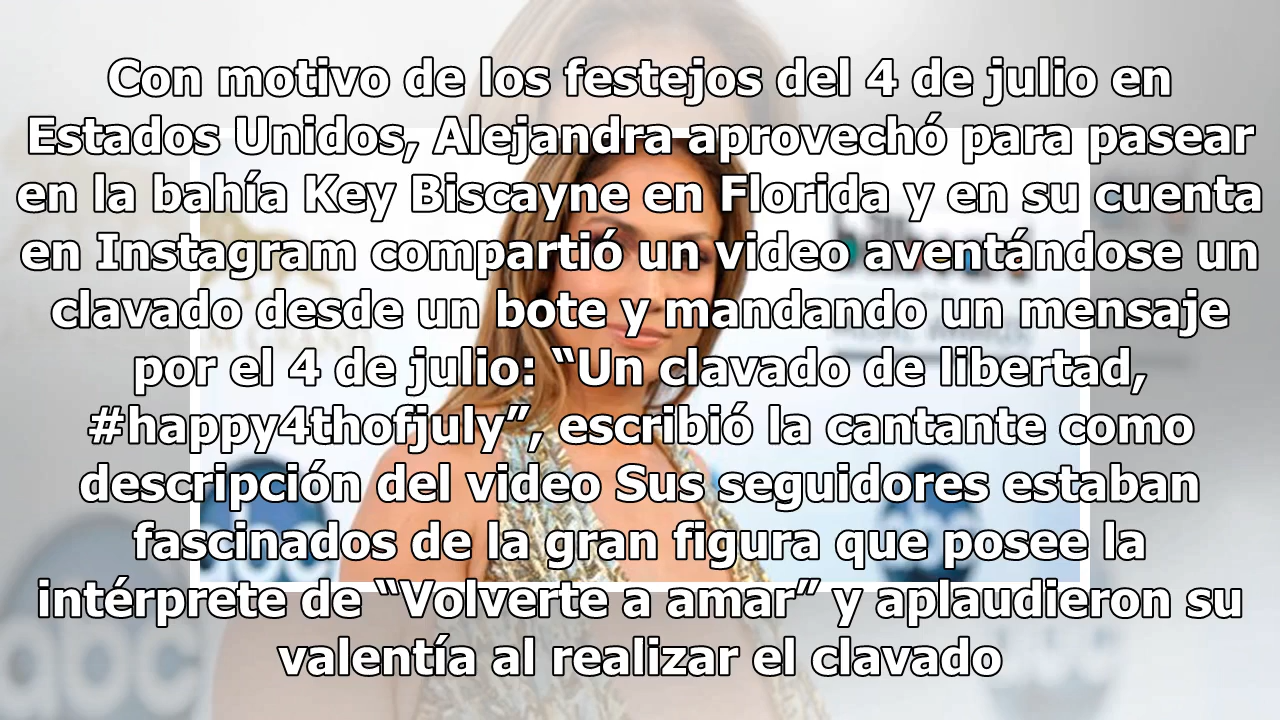 Con motivo de los festejos del 4 de julio en
Estados Unidos, Alejandra aprovechó para pasear
en la bahía Key Biscayne en Florida y en su cuenta
en Instagram compartió un video aventándose un
clavado desde un bote y mandando un mensaje
por el 4 de julio: “Un clavado de libertad,
#happy4thofjuly”, escribió la cantante como
descripción del video Sus seguidores estaban
fascinados de la gran figura que posee la
intérprete de “Volverte a amar” y aplaudieron su
valentía al realizar el clavado
abc
abc
abc